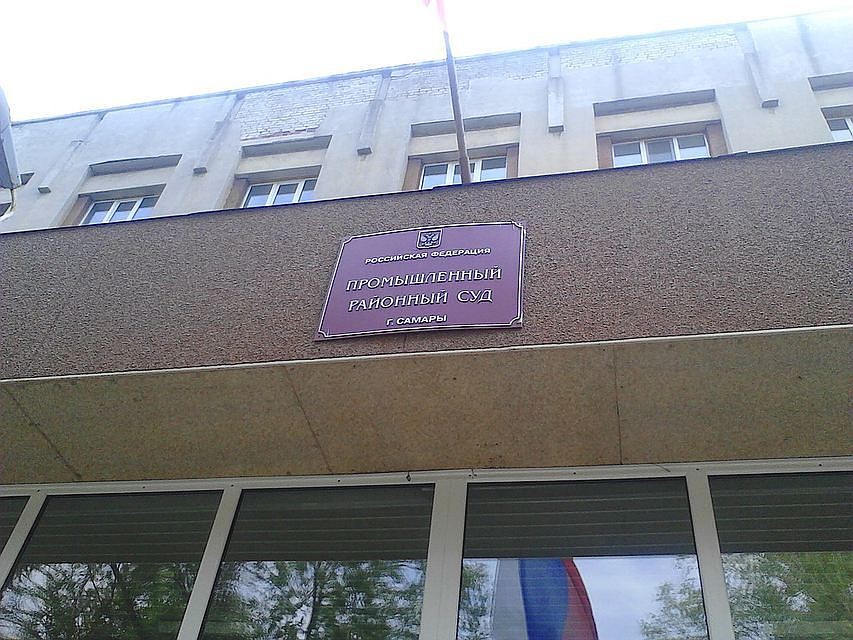 РОССИЙСКАЯ ФЕДЕРАЦИЯ
ПРОМЫШЛЕННЫЙ
РАЙОННЫЙ СУД
Г. САМАРЫ